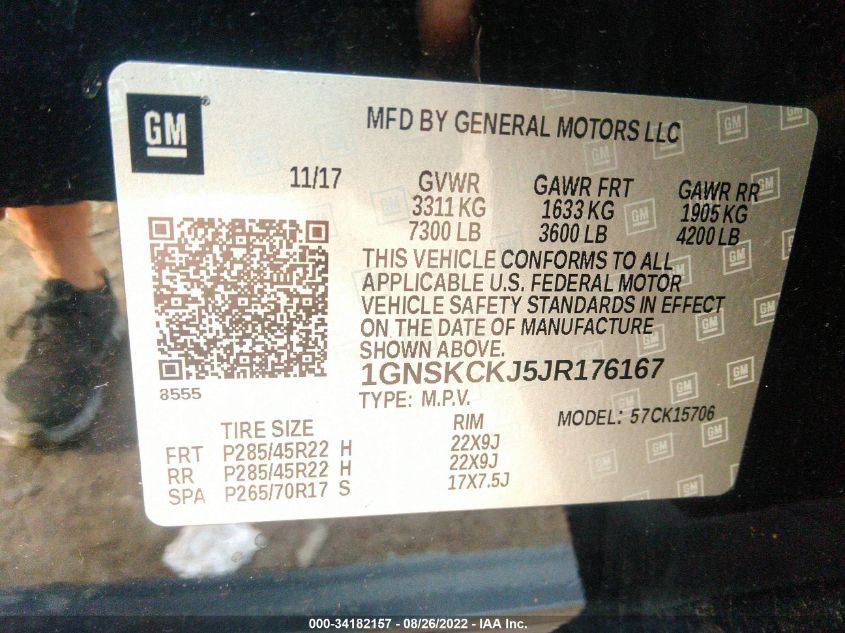 GM
MFD BY GENERAL MOTORS LLC
11/17
GVWR GAWR FRT GAWR RR
3311 KG 1633 KG 1905 KG
7300 LB 3600 LB 4200 LB
THIS VEHICLE CONFORMS TO ALL
APPLICABLE U.S. FEDERAL MOTOR
VEHICLE SAFETY STANDARDS IN EFFECT
ON THE DATE OF MANUFACTURE
SHOWN ABOVE.
8555
1GNSKCKJ5JR176167
TYPE: M.P.V. MODEL: 57CK15706
TIRE SIZE RIM
FRT P285/45R22 H 22X9J
RR P285/45R22 H 22X9J
SPA P265/70R17 S 17X7.5J
000-34182157 - 08/26/2022 - IAA Inc.